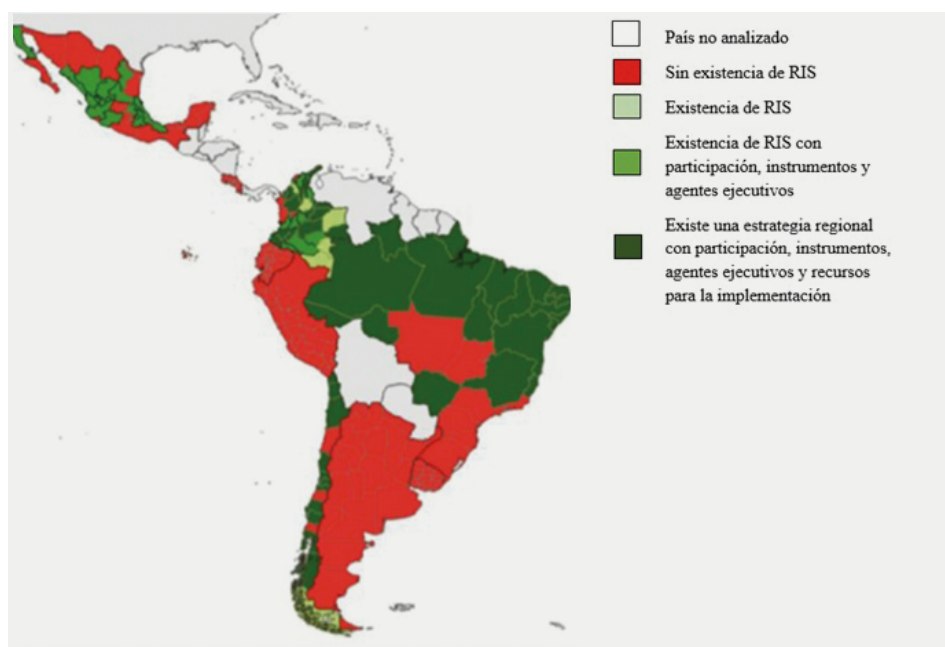 País no analizado
Sin existencia de RIS
Existencia de RIS
Existencia de RIS con
participación, instrumentos y
agentes ejecutivos
Existe una estrategia regional
con participación, instrumentos,
agentes ejecutivos y recursos
para la implementación